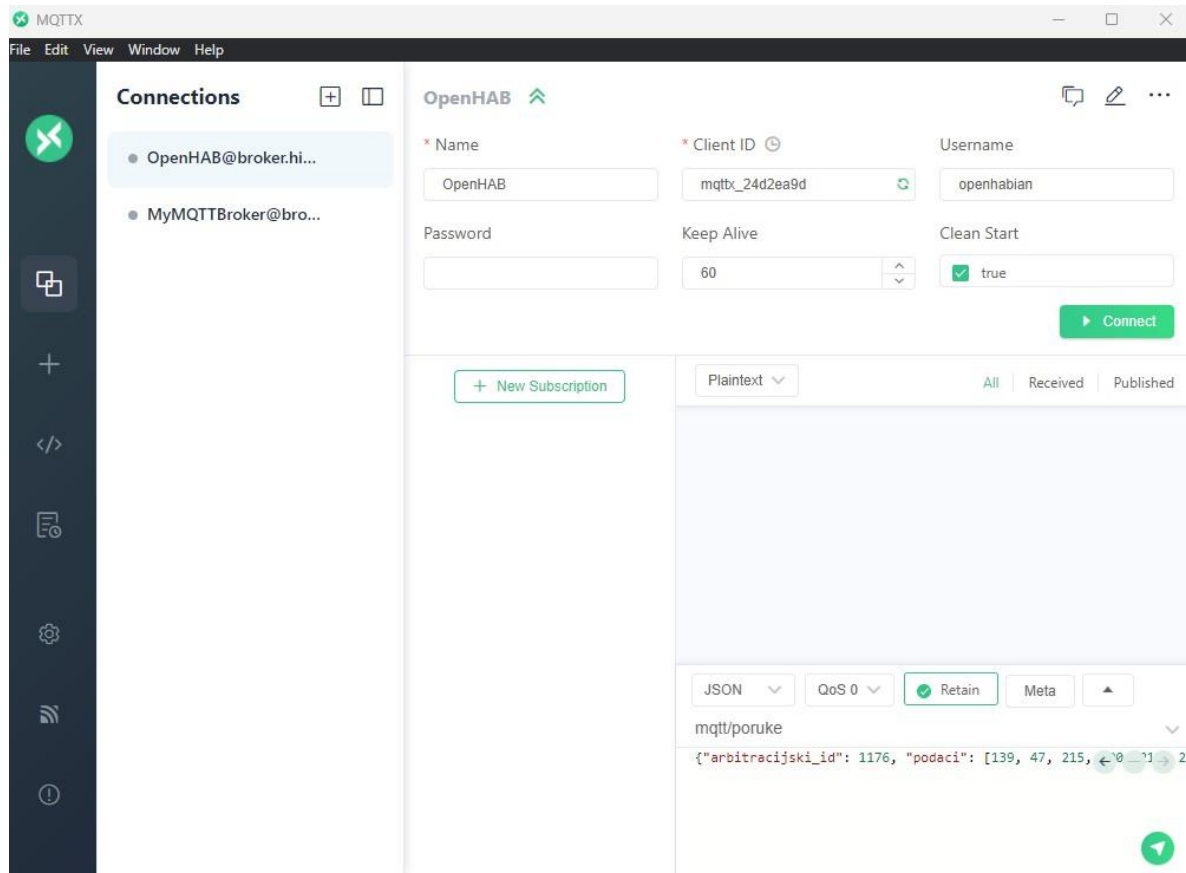 MQTTX
File Edit View Window Help
Connections
OpenHAB@broker.hi...
MyMQTTBroker@bro...
OpenHAB
* Name
* Client ID
Username
OpenHAB
mqttx_24d2ea9d
openhabian
Password
Keep Alive
Clean Start
60
true
Connect
+ New Subscription
Plaintext
All
Received
Published
JSON
QoS 0
Retain
Meta
mqtt/poruke
{"arbitracijski_id": 1176, "podaci": [139, 47, 215,